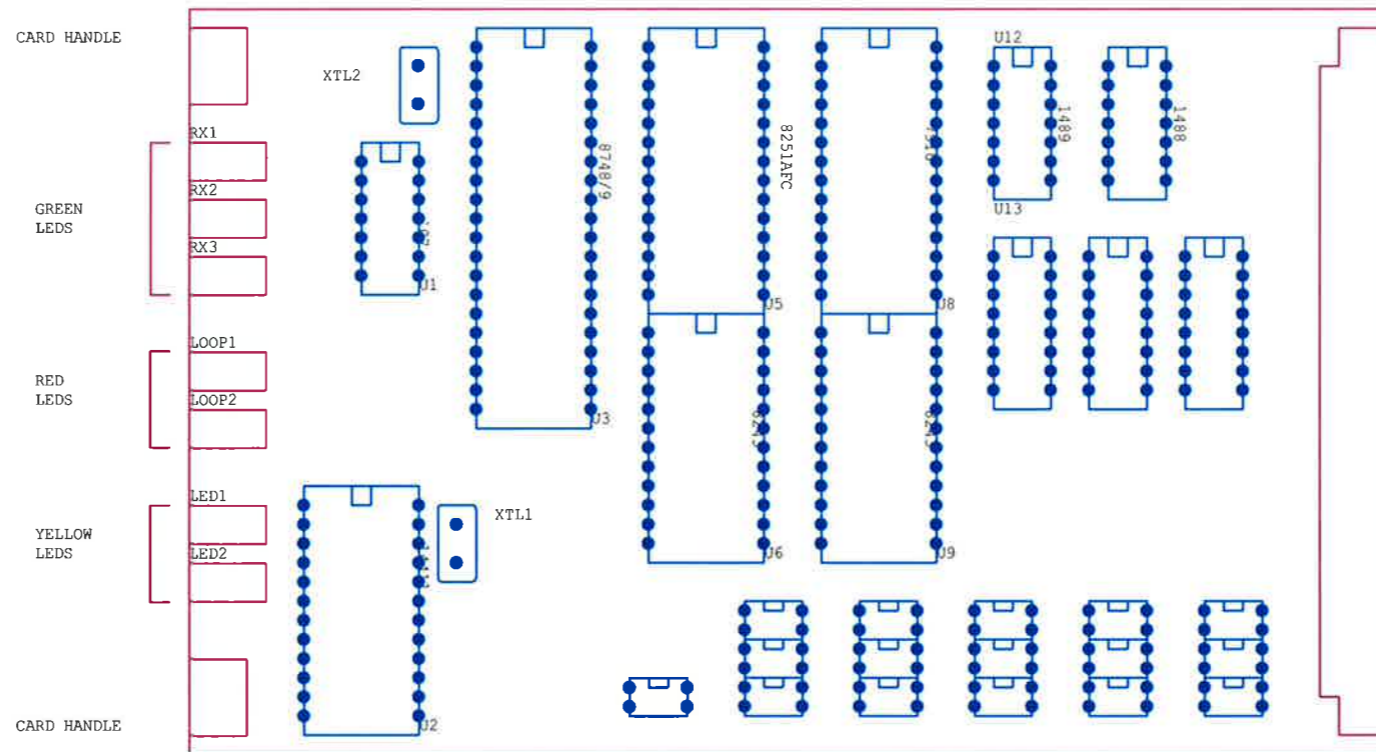 CARD HANDLE
XTL2
U12
1489
1488
RX1
8748/9
8251AFC
RX2
GREEN
LEDS
U13
RX3
U1
U5
U8
LOOP1
RED
LEDS
LOOP2
U3
LED1
XTL1
YELLOW
LEDS
LED2
U6
U9
CARD HANDLE
U2